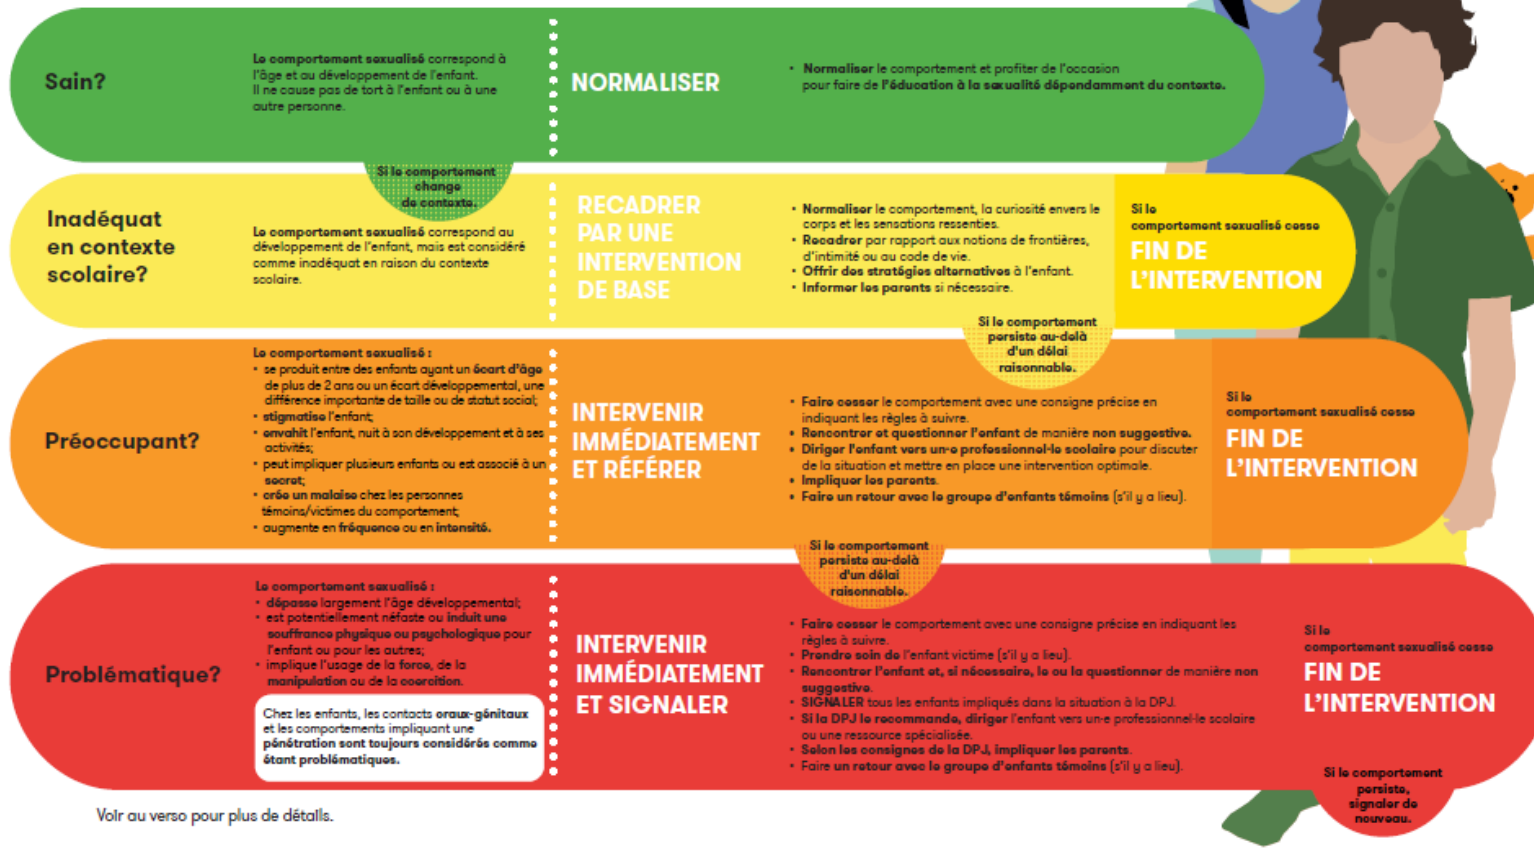 Sain?
Le comportement sexualisé correspond à
l'âge et au développement de l'enfant.
Il ne cause pas de tort à l'enfant ou à une
autre personne.
NORMALISER
• Normaliser le comportement et profiter de l'occasion
pour faire de l'éducation à la sexualité dépendamment du contexte.
Si le comportement
change
de contexte.
Inadéquat
en contexte
scolaire?
Le comportement sexualisé correspond au
développement de l'enfant, mais est considéré
comme inadéquat en raison du contexte
scolaire.
RECADRER
PAR UNE
INTERVENTION
DE BASE
• Normaliser le comportement, la curiosité envers le
corps et les sensations ressenties.
• Recadrer par rapport aux notions de frontières,
d'intimité ou au code de vie.
• Offrir des stratégies alternatives à l'enfant.
• Informer les parents si nécessaire.
Si le
comportement sexualisé cesse
FIN DE
L'INTERVENTION
Si le comportement
persiste au-delà
d'un délai
raisonnable.
Préoccupant?
Le comportement sexualisé :
• se produit entre des enfants ayant un écart d'âge
de plus de 2 ans ou un écart développemental, une
différence importante de taille ou de statut social;
• stigmatise l'enfant;
• envahit l'enfant, nuit à son développement et à ses
activités;
• peut impliquer plusieurs enfants ou est associé à un
secret;
• crée un malaise chez les personnes
témoins/victimes du comportement;
• augmente en fréquence ou en intensité.
INTERVENIR
IMMÉDIATEMENT
ET RÉFÉRER
• Faire cesser le comportement avec une consigne précise en
indiquant les règles à suivre.
• Rencontrer et questionner l'enfant de manière non suggestive.
• Diriger l'enfant vers un·e professionnel·le scolaire pour discuter
de la situation et mettre en place une intervention optimale.
• Impliquer les parents.
• Faire un retour avec le groupe d'enfants témoins (s'il y a lieu).
Si le
comportement sexualisé cesse
FIN DE
L'INTERVENTION
Si le comportement
persiste au-delà
d'un délai
raisonnable.
Problématique?
Le comportement sexualisé :
• dépasse largement l'âge développemental;
• est potentiellement néfaste ou induit une
souffrance physique ou psychologique pour
l'enfant ou pour les autres;
• implique l'usage de la force, de la
manipulation ou de la coercition.
Chez les enfants, les contacts oraux-génitaux
et les comportements impliquant une
pénétration sont toujours considérés comme
étant problématiques.
INTERVENIR
IMMÉDIATEMENT
ET SIGNALER
• Faire cesser le comportement avec une consigne précise en indiquant les
règles à suivre.
• Prendre soin de l'enfant victime (s'il y a lieu).
• Rencontrer l'enfant et, si nécessaire, le ou la questionner de manière non
suggestive.
• SIGNALER tous les enfants impliqués dans la situation à la DPJ.
• Si la DPJ le recommande, diriger l'enfant vers un·e professionnel·le scolaire
ou une ressource spécialisée.
• Selon les consignes de la DPJ, impliquer les parents.
• Faire un retour avec le groupe d'enfants témoins (s'il y a lieu).
Si le
comportement sexualisé cesse
FIN DE
L'INTERVENTION
Si le comportement
persiste,
signaler de
nouveau.
Voir au verso pour plus de détails.